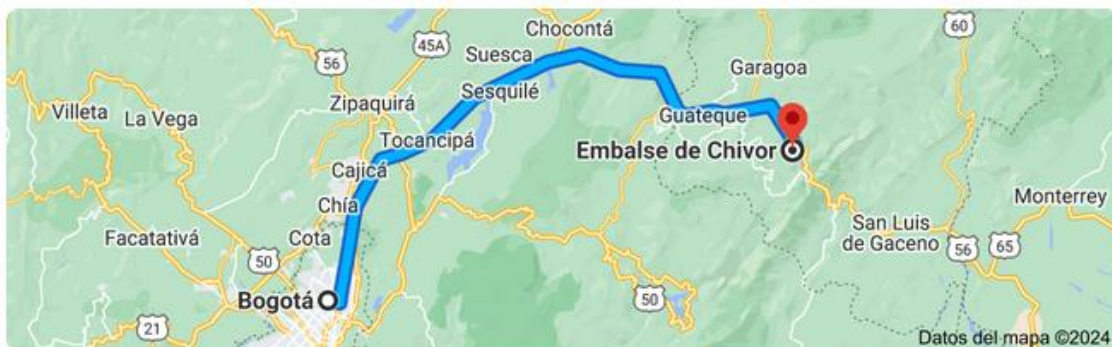 60
Chocontá
45A
56
Suesca
Garagoa
Sesquilé
Zipaquirá
Villeta
La Vega
Guateque
Tocancipá
Embalse de Chivor
Cajicá
Monterrey
Chía
San Luis
de Gaceno
Facatativá
Cota
56
65
50
Bogotá
50
21
Datos del mapa ©2024